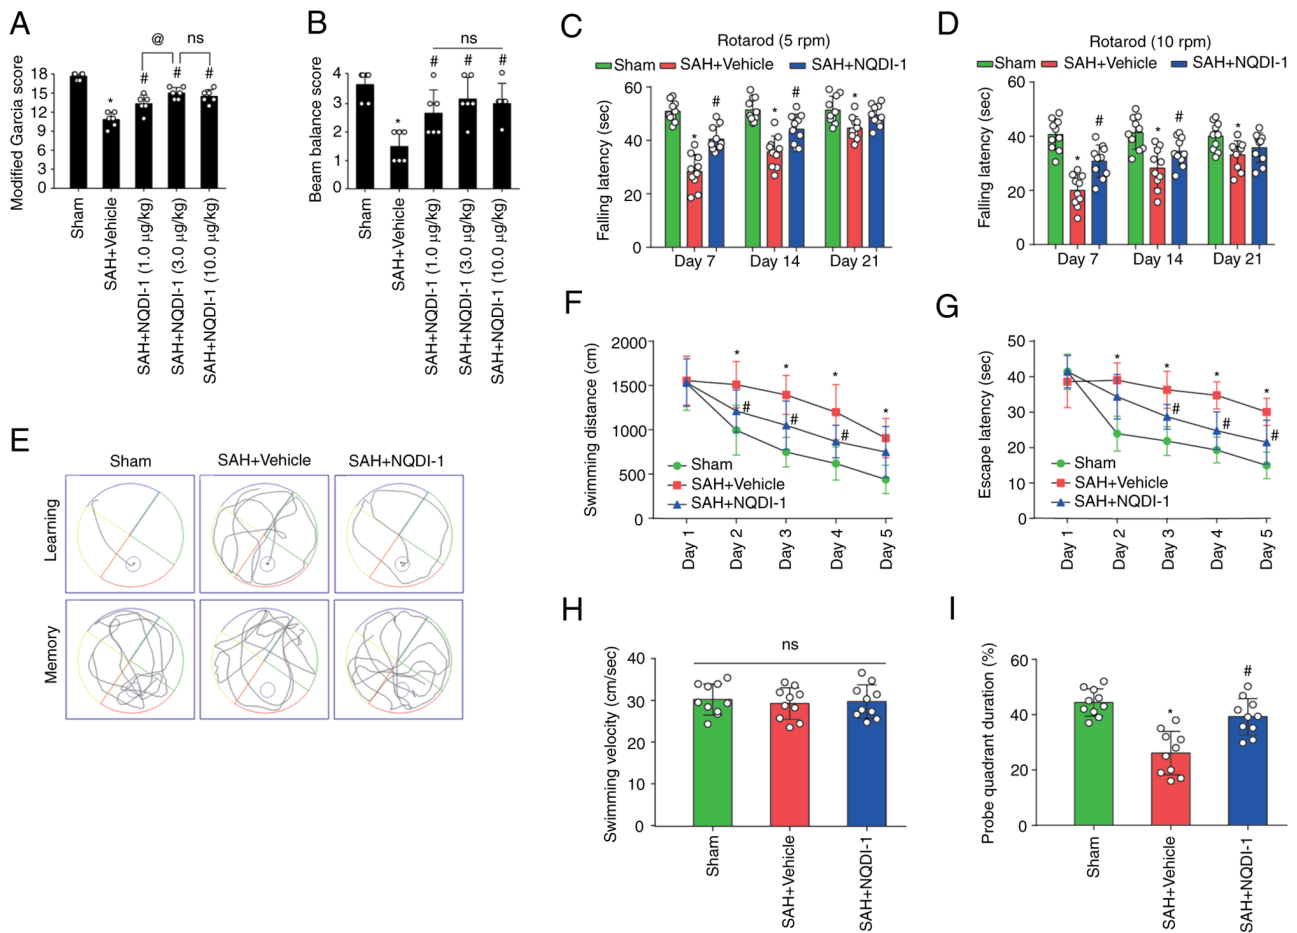 A
@ ns
# # #
*
18
15
12
9
6
3
0
Modified Garcia score
Sham
SAH+Vehicle
SAH+NQDI-1 (1.0 µg/kg)
SAH+NQDI-1 (3.0 µg/kg)
SAH+NQDI-1 (10.0 µg/kg)
B
ns
# # #
*
4
3
2
1
0
Beam balance score
Sham
SAH+Vehicle
SAH+NQDI-1 (1.0 µg/kg)
SAH+NQDI-1 (3.0 µg/kg)
SAH+NQDI-1 (10.0 µg/kg)
C
Rotarod (5 rpm)
Sham SAH+Vehicle SAH+NQDI-1
60
40
20
0
Falling latency (sec)
* # * # *
Day 7 Day 14 Day 21
D
Rotarod (10 rpm)
Sham SAH+Vehicle SAH+NQDI-1
60
40
20
0
Falling latency (sec)
* # * # *
Day 7 Day 14 Day 21
E
Sham SAH+Vehicle SAH+NQDI-1
Learning
Memory
F
2000
1500
1000
500
0
Swimming distance (cm)
* * * *
# # #
Sham
SAH+Vehicle
SAH+NQDI-1
Day 1
Day 2
Day 3
Day 4
Day 5
G
50
40
30
20
10
0
Escape latency (sec)
* * * *
# # #
Sham
SAH+Vehicle
SAH+NQDI-1
Day 1
Day 2
Day 3
Day 4
Day 5
H
ns
40
30
20
10
0
Swimming velocity (cm/sec)
Sham
SAH+Vehicle
SAH+NQDI-1
I
60
40
20
0
Probe quadrant duration (%)
* #
Sham
SAH+Vehicle
SAH+NQDI-1